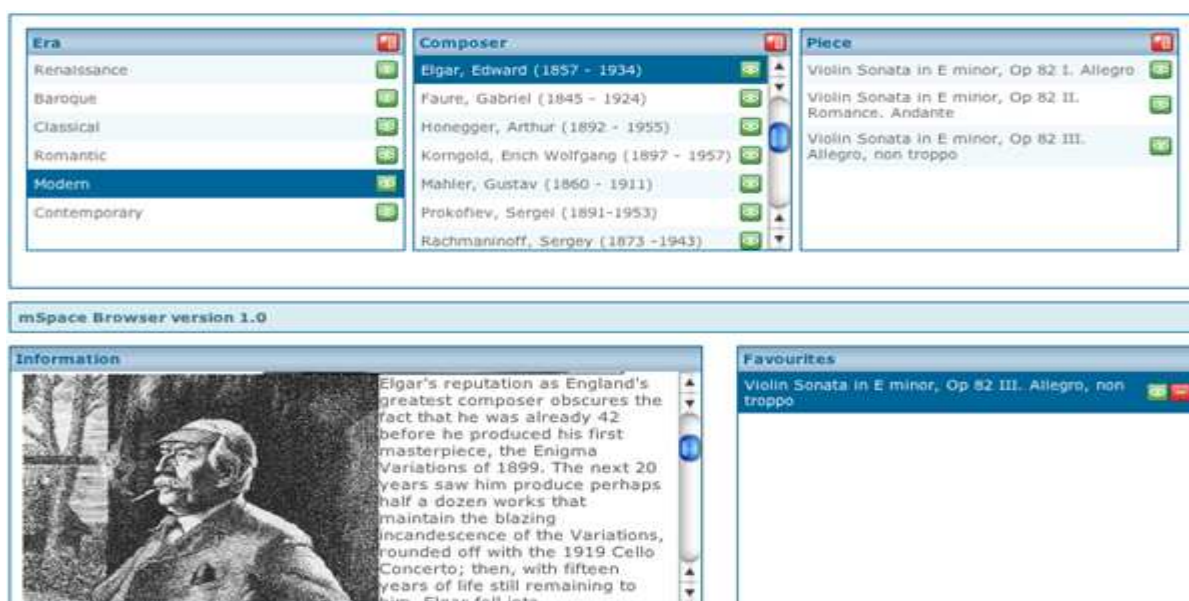 Era
Renaissance
Baroque
Classical
Romantic
Modern
Contemporary
Composer
Elgar, Edward (1857 - 1934)
Faure, Gabriel (1845 - 1924)
Honegger, Arthur (1892 - 1955)
Korngold, Erich Wolfgang (1897 - 1957)
Mahler, Gustav (1860 - 1911)
Prokofiev, Sergei (1891-1953)
Rachmaninoff, Sergey (1873 -1943)
Piece
Violin Sonata in E minor, Op 82 I. Allegro
Violin Sonata in E minor, Op 82 II.
Romance. Andante
Violin Sonata in E minor, Op 82 III.
Allegro, non troppo
mSpace Browser version 1.0
Information
Elgar's reputation as England's
greatest composer obscures the
fact that he was already 42
before he produced his first
masterpiece, the Enigma
Variations of 1899. The next 20
years saw him produce perhaps
half a dozen works that
maintain the blazing
incandescence of the Variations,
rounded off with the 1919 Cello
Concerto; then, with fifteen
years of life still remaining to
him, Elgar fell into
Favourites
Violin Sonata in E minor, Op 82 III. Allegro, non
troppo